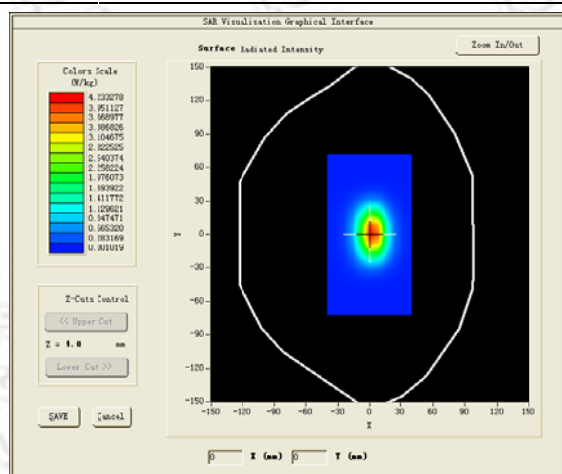 SAR Visualisation Graphical Interface
Surface Radiated Intensity
Zoom In/Out
Colors Scale
(W/kg)
4.233278
3.951127
3.668977
3.386826
3.104675
2.822525
2.540374
2.258224
1.976073
1.693922
1.411772
1.129621
0.847471
0.565320
0.283169
0.001019
Z-Cuts Control
<< Upper Cut
Z = 4.0 mm
Lower Cut >>
SAVE
Cancel
150
120
90
60
30
0
-30
-60
-90
-120
-150
Y
-150 -120 -90 -60 -30 0 30 60 90 120 150
X
0 X (mm) 0 Y (mm)